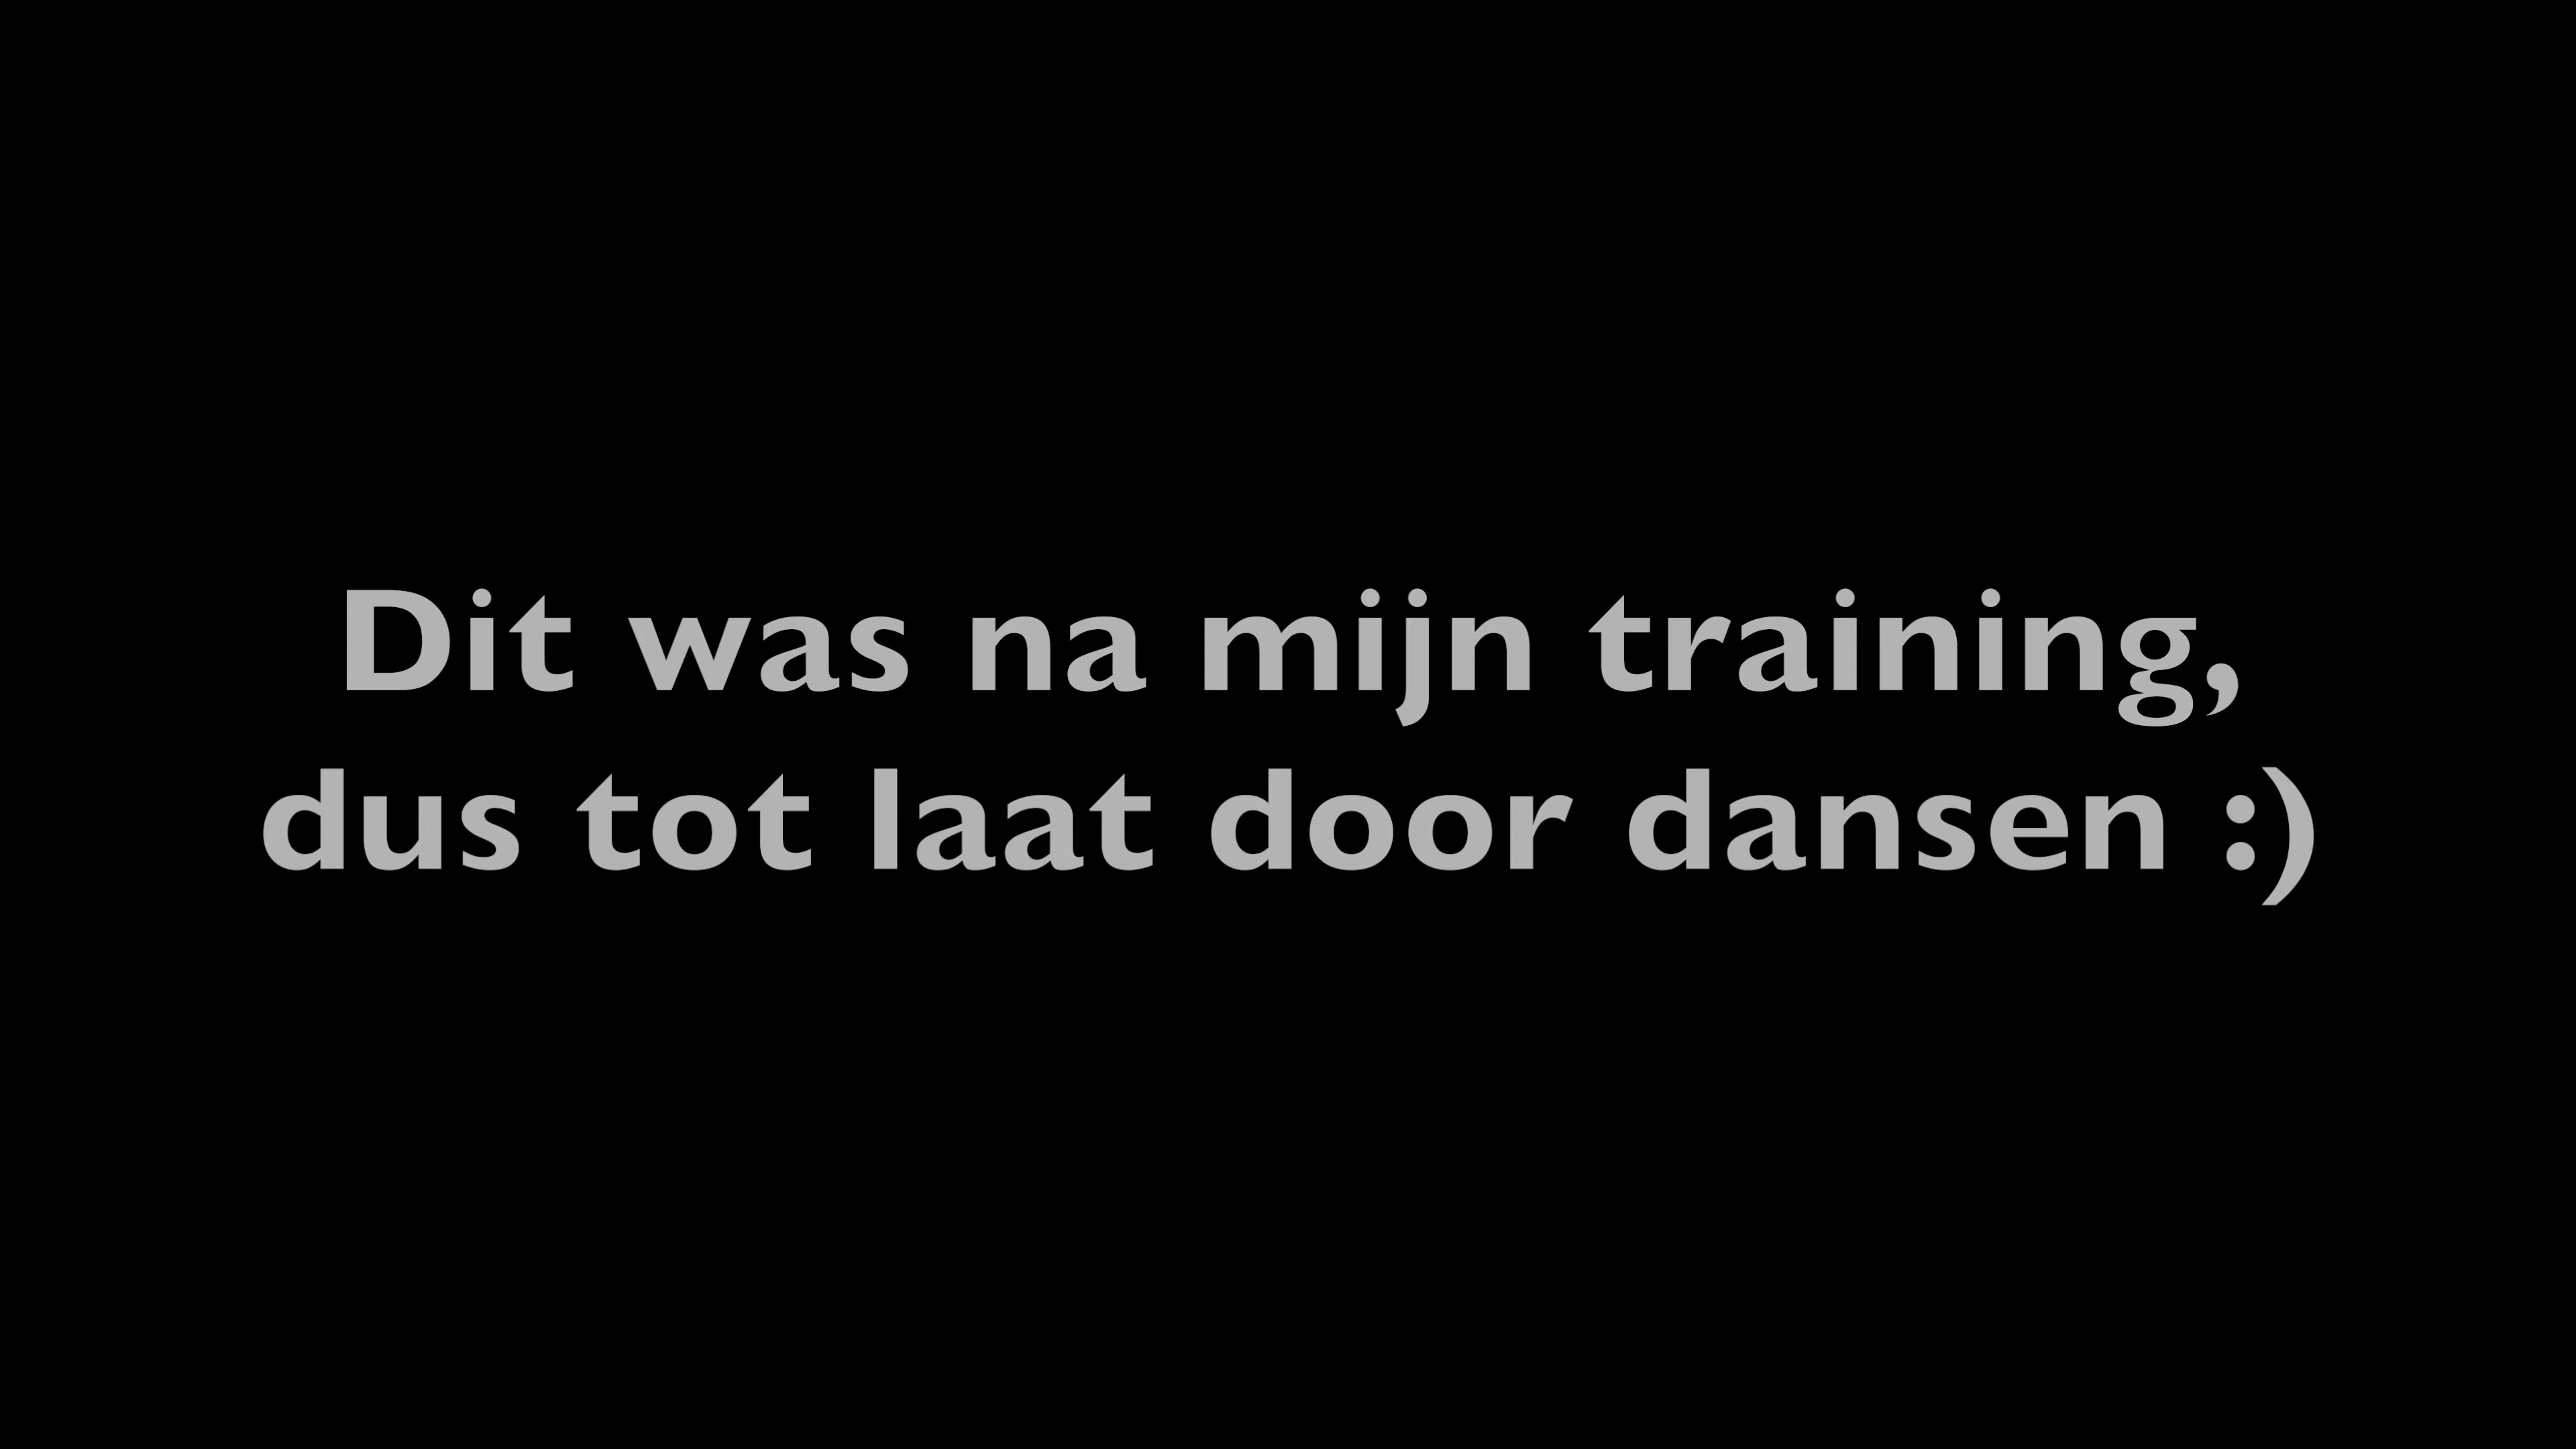 Dit was na mijn training,
dus tot laat door dansen :)